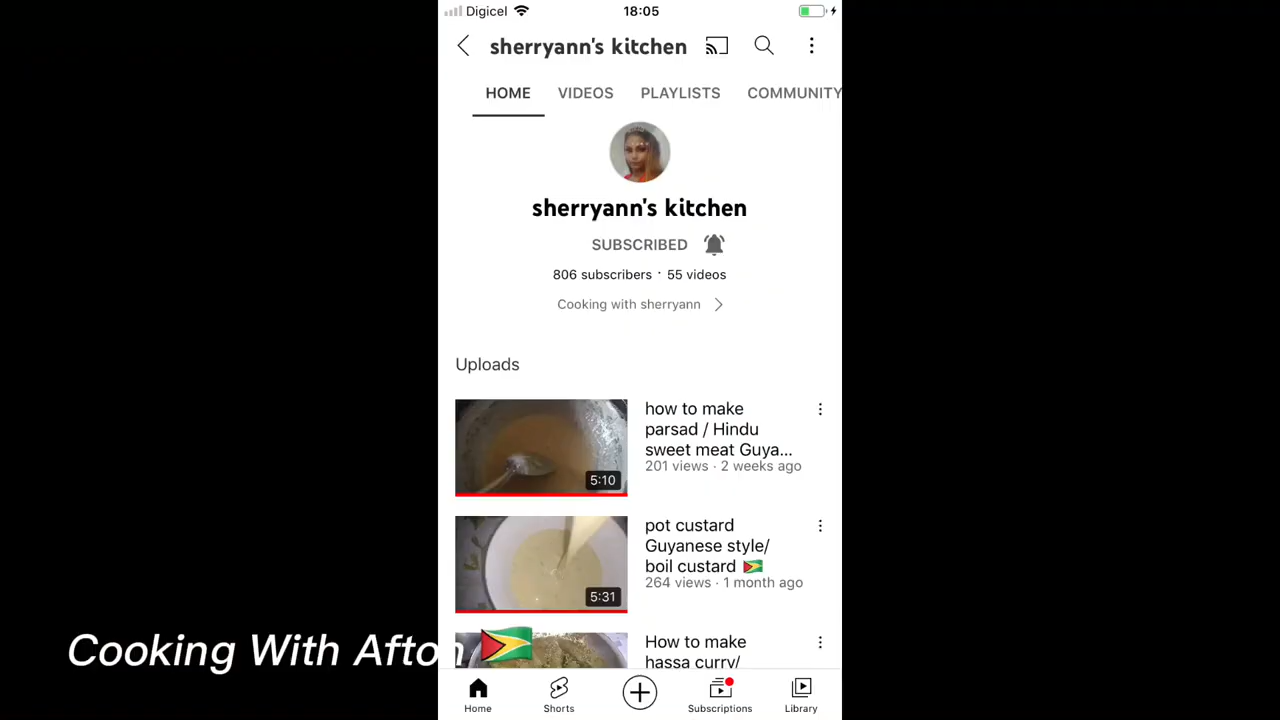 Digicel 18:05
sherryann's kitchen
HOME VIDEOS PLAYLISTS COMMUNITY
sherryann's kitchen
SUBSCRIBED
806 subscribers · 55 videos
Cooking with sherryann
Uploads
how to make
parsad / Hindu
sweet meat Guya...
201 views · 2 weeks ago
5:10
pot custard
Guyanese style/
boil custard 🇬🇾
264 views · 1 month ago
5:31
How to make
hassa curry/
Cooking With Afton 🇬🇾
Home Shorts Subscriptions Library